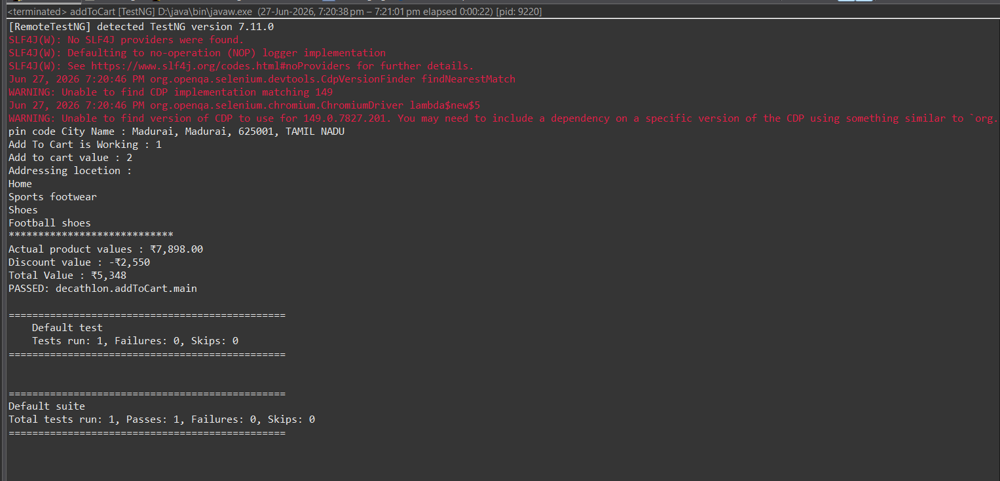 <terminated> addToCart [TestNG] D:\java\bin\javaw.exe (27-Jun-2026, 7:20:38 pm – 7:21:01 pm elapsed 0:00:22) [pid: 9220]
[RemoteTestNG] detected TestNG version 7.11.0
SLF4J(W): No SLF4J providers were found.
SLF4J(W): Defaulting to no-operation (NOP) logger implementation
SLF4J(W): See https://www.slf4j.org/codes.html#noProviders for further details.
Jun 27, 2026 7:20:46 PM org.openqa.selenium.devtools.CdpVersionFinder findNearestMatch
WARNING: Unable to find CDP implementation matching 149
Jun 27, 2026 7:20:46 PM org.openqa.selenium.chromium.ChromiumDriver lambda$new$5
WARNING: Unable to find version of CDP to use for 149.0.7827.201. You may need to include a dependency on a specific version of the CDP using something similar to `org.
pin code City Name : Madurai, Madurai, 625001, TAMIL NADU
Add To Cart is Working : 1
Add to cart value : 2
Addressing locetion :
Home
Sports footwear
Shoes
Football shoes
****************************
Actual product values : ₹7,898.00
Discount value : -₹2,550
Total Value : ₹5,348
PASSED: decathlon.addToCart.main
===============================================
Default test
Tests run: 1, Failures: 0, Skips: 0
===============================================
===============================================
Default suite
Total tests run: 1, Passes: 1, Failures: 0, Skips: 0
===============================================